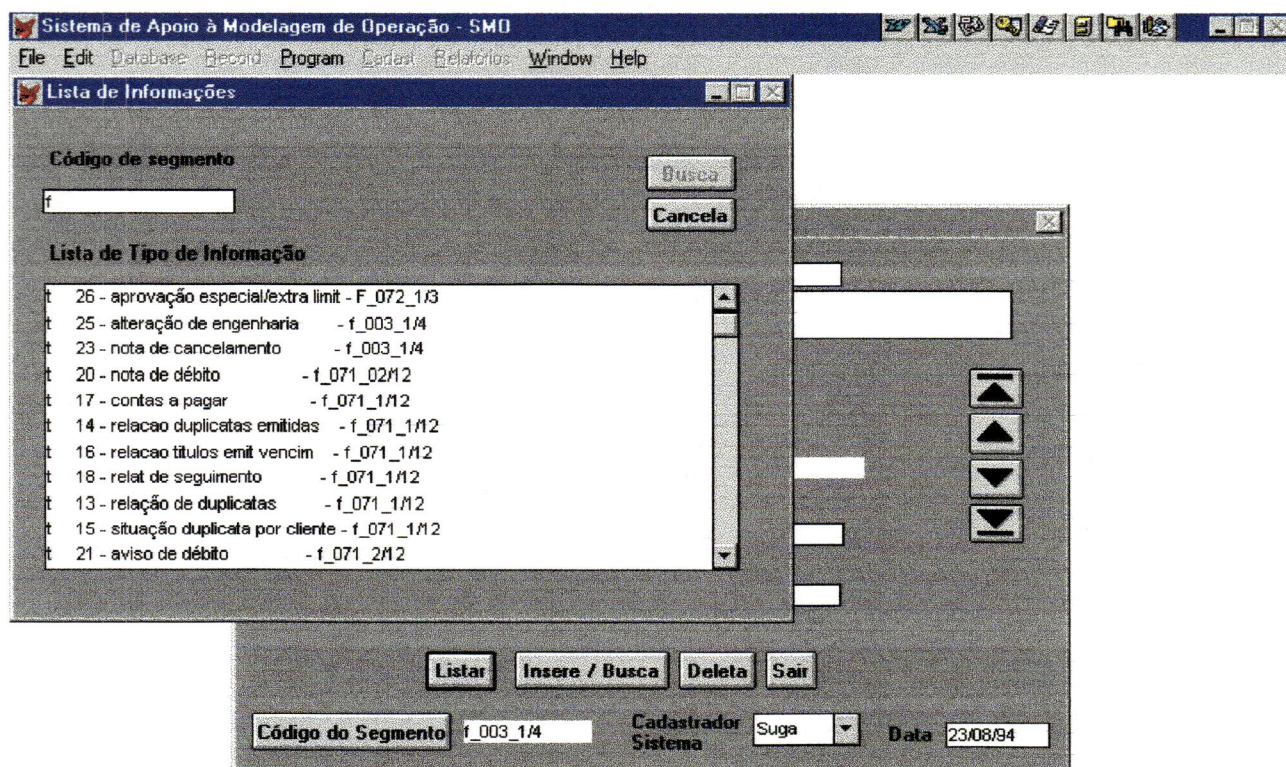 Sistema de Apoio à Modelagem de Operação - SMO
File Edit Database Record Program Cadast Relatórios Window Help
Lista de Informações
Código de segmento
f
Busca
Cancela
Lista de Tipo de Informação
t 26 - aprovação especial/extra limit - F_072_1/3
t 25 - alteração de engenharia - f_003_1/4
t 23 - nota de cancelamento - f_003_1/4
t 20 - nota de débito - f_071_02/12
t 17 - contas a pagar - f_071_1/12
t 14 - relacao duplicatas emitidas - f_071_1/12
t 16 - relacao titulos emit vencim - f_071_1/12
t 18 - relat de seguimento - f_071_1/12
t 13 - relação de duplicatas - f_071_1/12
t 15 - situação duplicata por cliente - f_071_1/12
t 21 - aviso de débito - f_071_2/12
Listar Insere / Busca Deleta Sair
Código do Segmento f_003_1/4 Cadastrador Sistema Suga Data 23/08/94